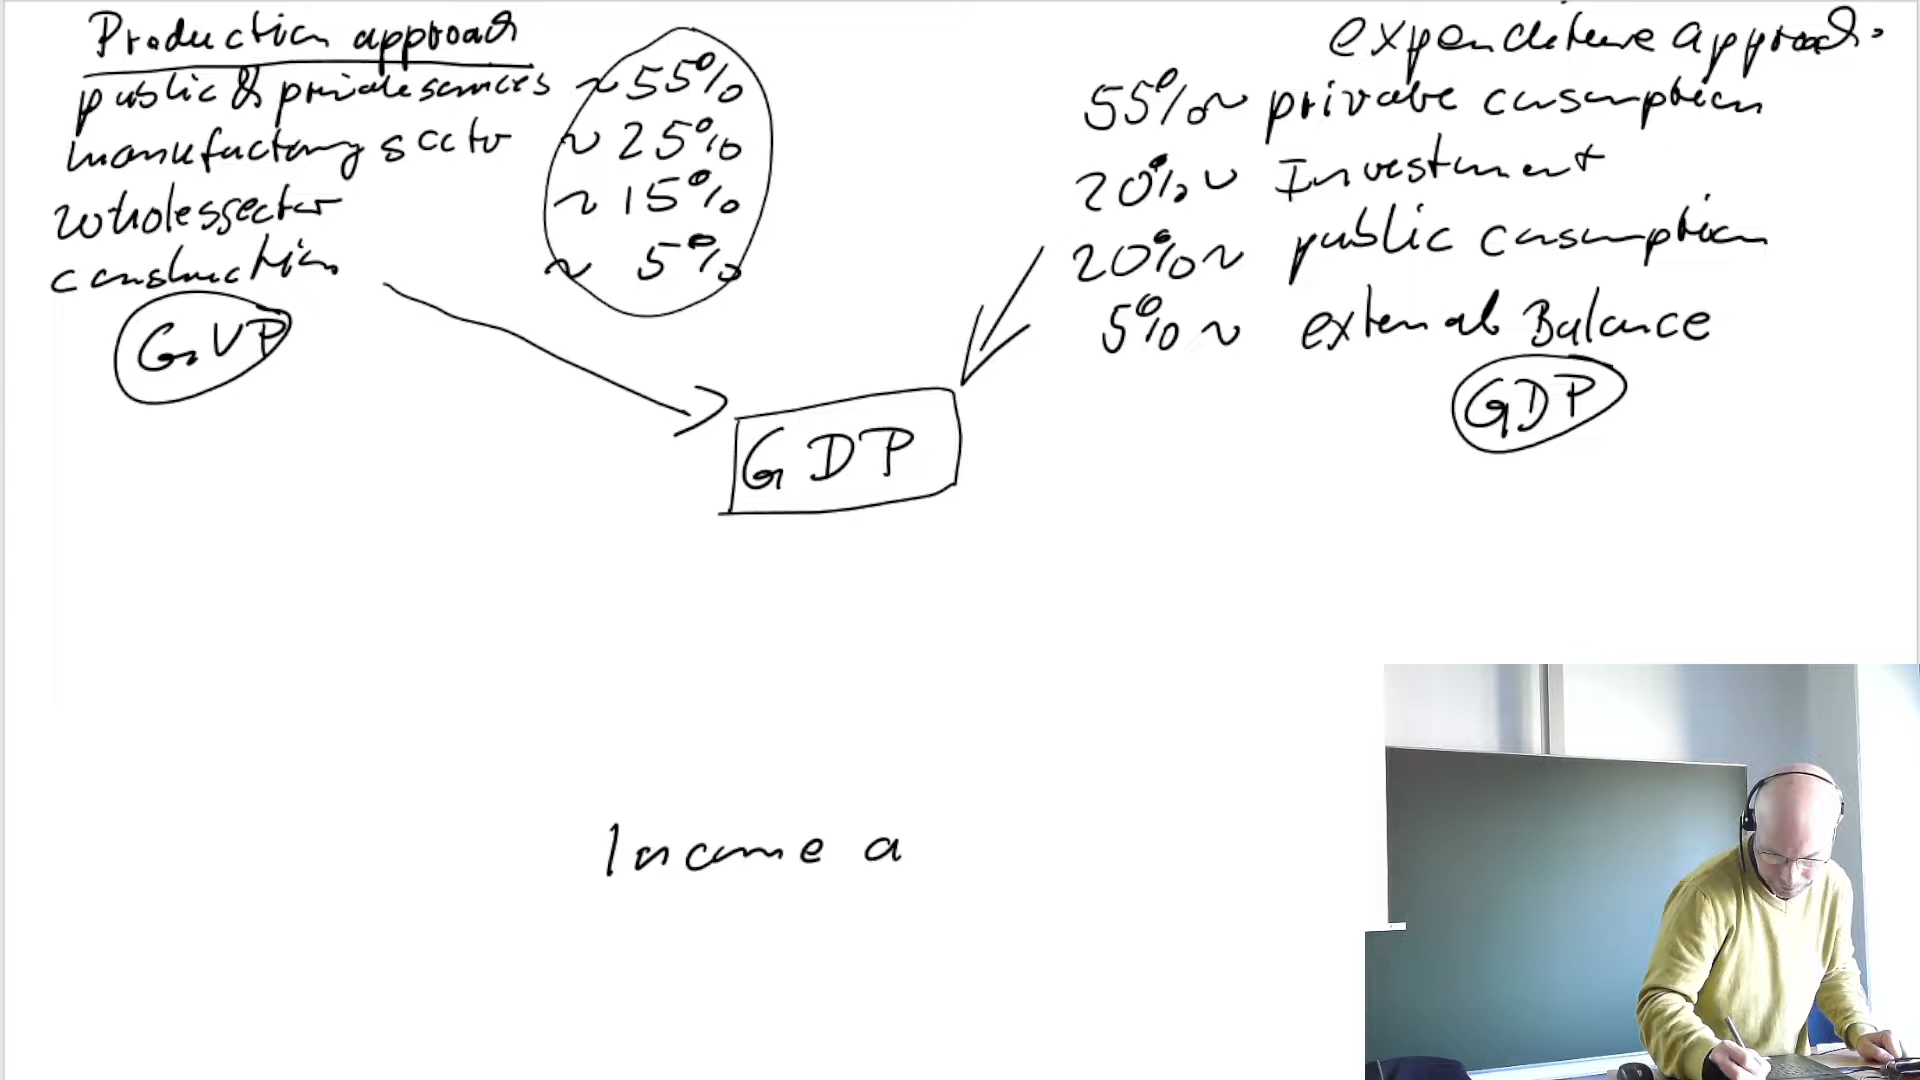 Production approach
public & private services ~ 55%
manufactory sector ~ 25%
wholesector ~ 15%
construction ~ 5%
GVP
expenditure approach.
55% ~ private consumption
20% ~ Investment
20% ~ public consumption
5% ~ external Balance
GDP
GDP
Income a